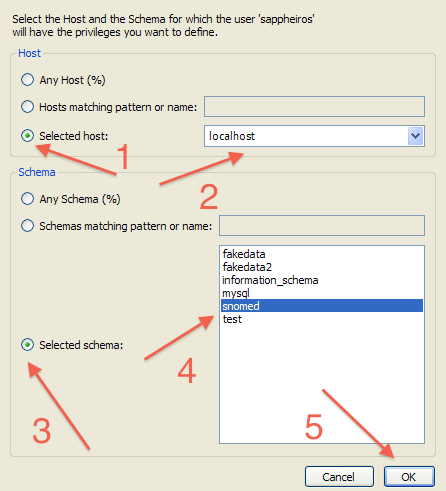 Select the Host and the Schema for which the user 'sappheiros'
will have the privileges you want to define.
Host
Any Host (%)
Hosts matching pattern or name:
Selected host:
localhost
1
2
Schema
Any Schema (%)
Schemas matching pattern or name:
fakedata
fakedata2
information_schema
mysql
snomed
test
Selected schema:
4
3
5
Cancel
OK